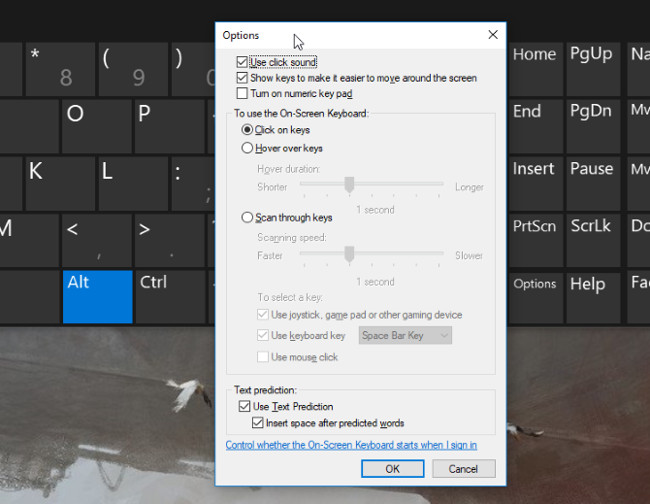 Options
Use click sound
Show keys to make it easier to move around the screen
Turn on numeric key pad
To use the On-Screen Keyboard:
Click on keys
Hover over keys
Hover duration:
Shorter Longer
1 second
Scan through keys
Scanning speed:
Faster Slower
1 second
To select a key:
Use joystick, game pad or other gaming device
Use keyboard key Space Bar Key
Use mouse click
Text prediction:
Use Text Prediction
Insert space after predicted words
Control whether the On-Screen Keyboard starts when I sign in
OK Cancel
* 8 ( 9 ) Home PgUp Na
O P End PgDn Mv
K L : ; Insert Pause Mv
M < , > . PrtScn ScrLk Do
Alt Ctrl Options Help Fa